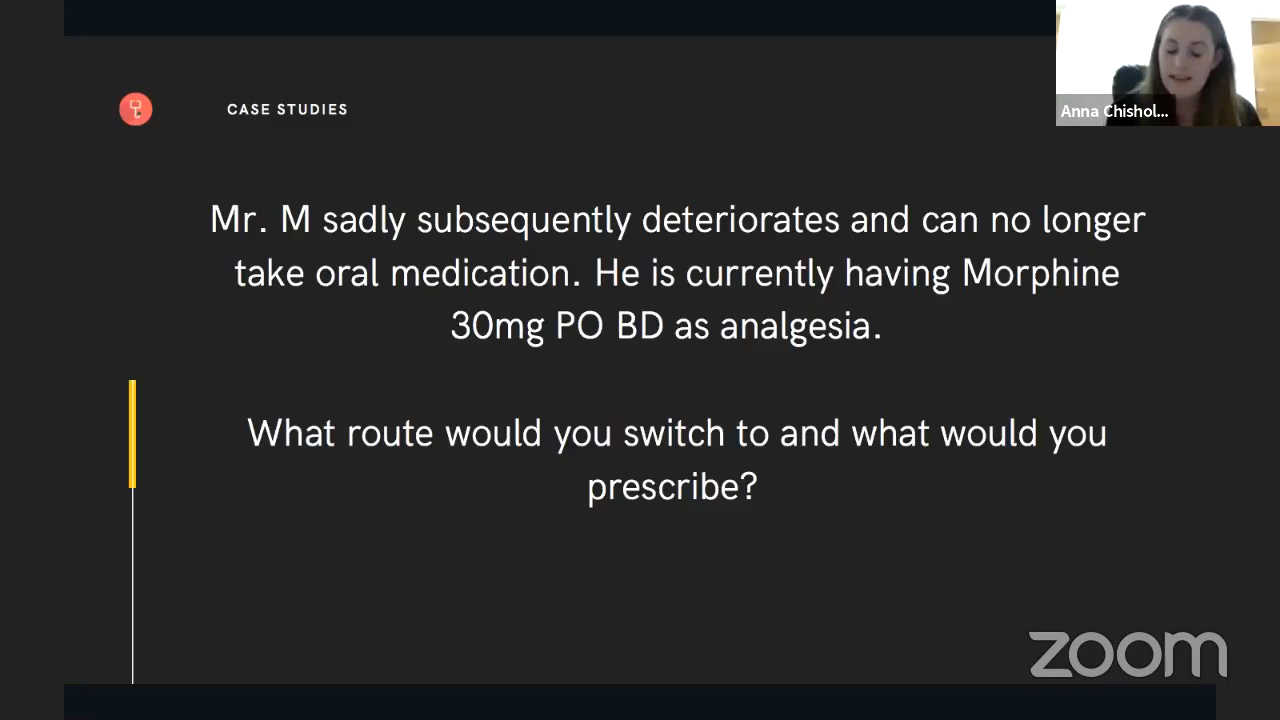 Anna Chishol...
CASE STUDIES
Mr. M sadly subsequently deteriorates and can no longer
take oral medication. He is currently having Morphine
30mg PO BD as analgesia.
What route would you switch to and what would you
prescribe?
zoom